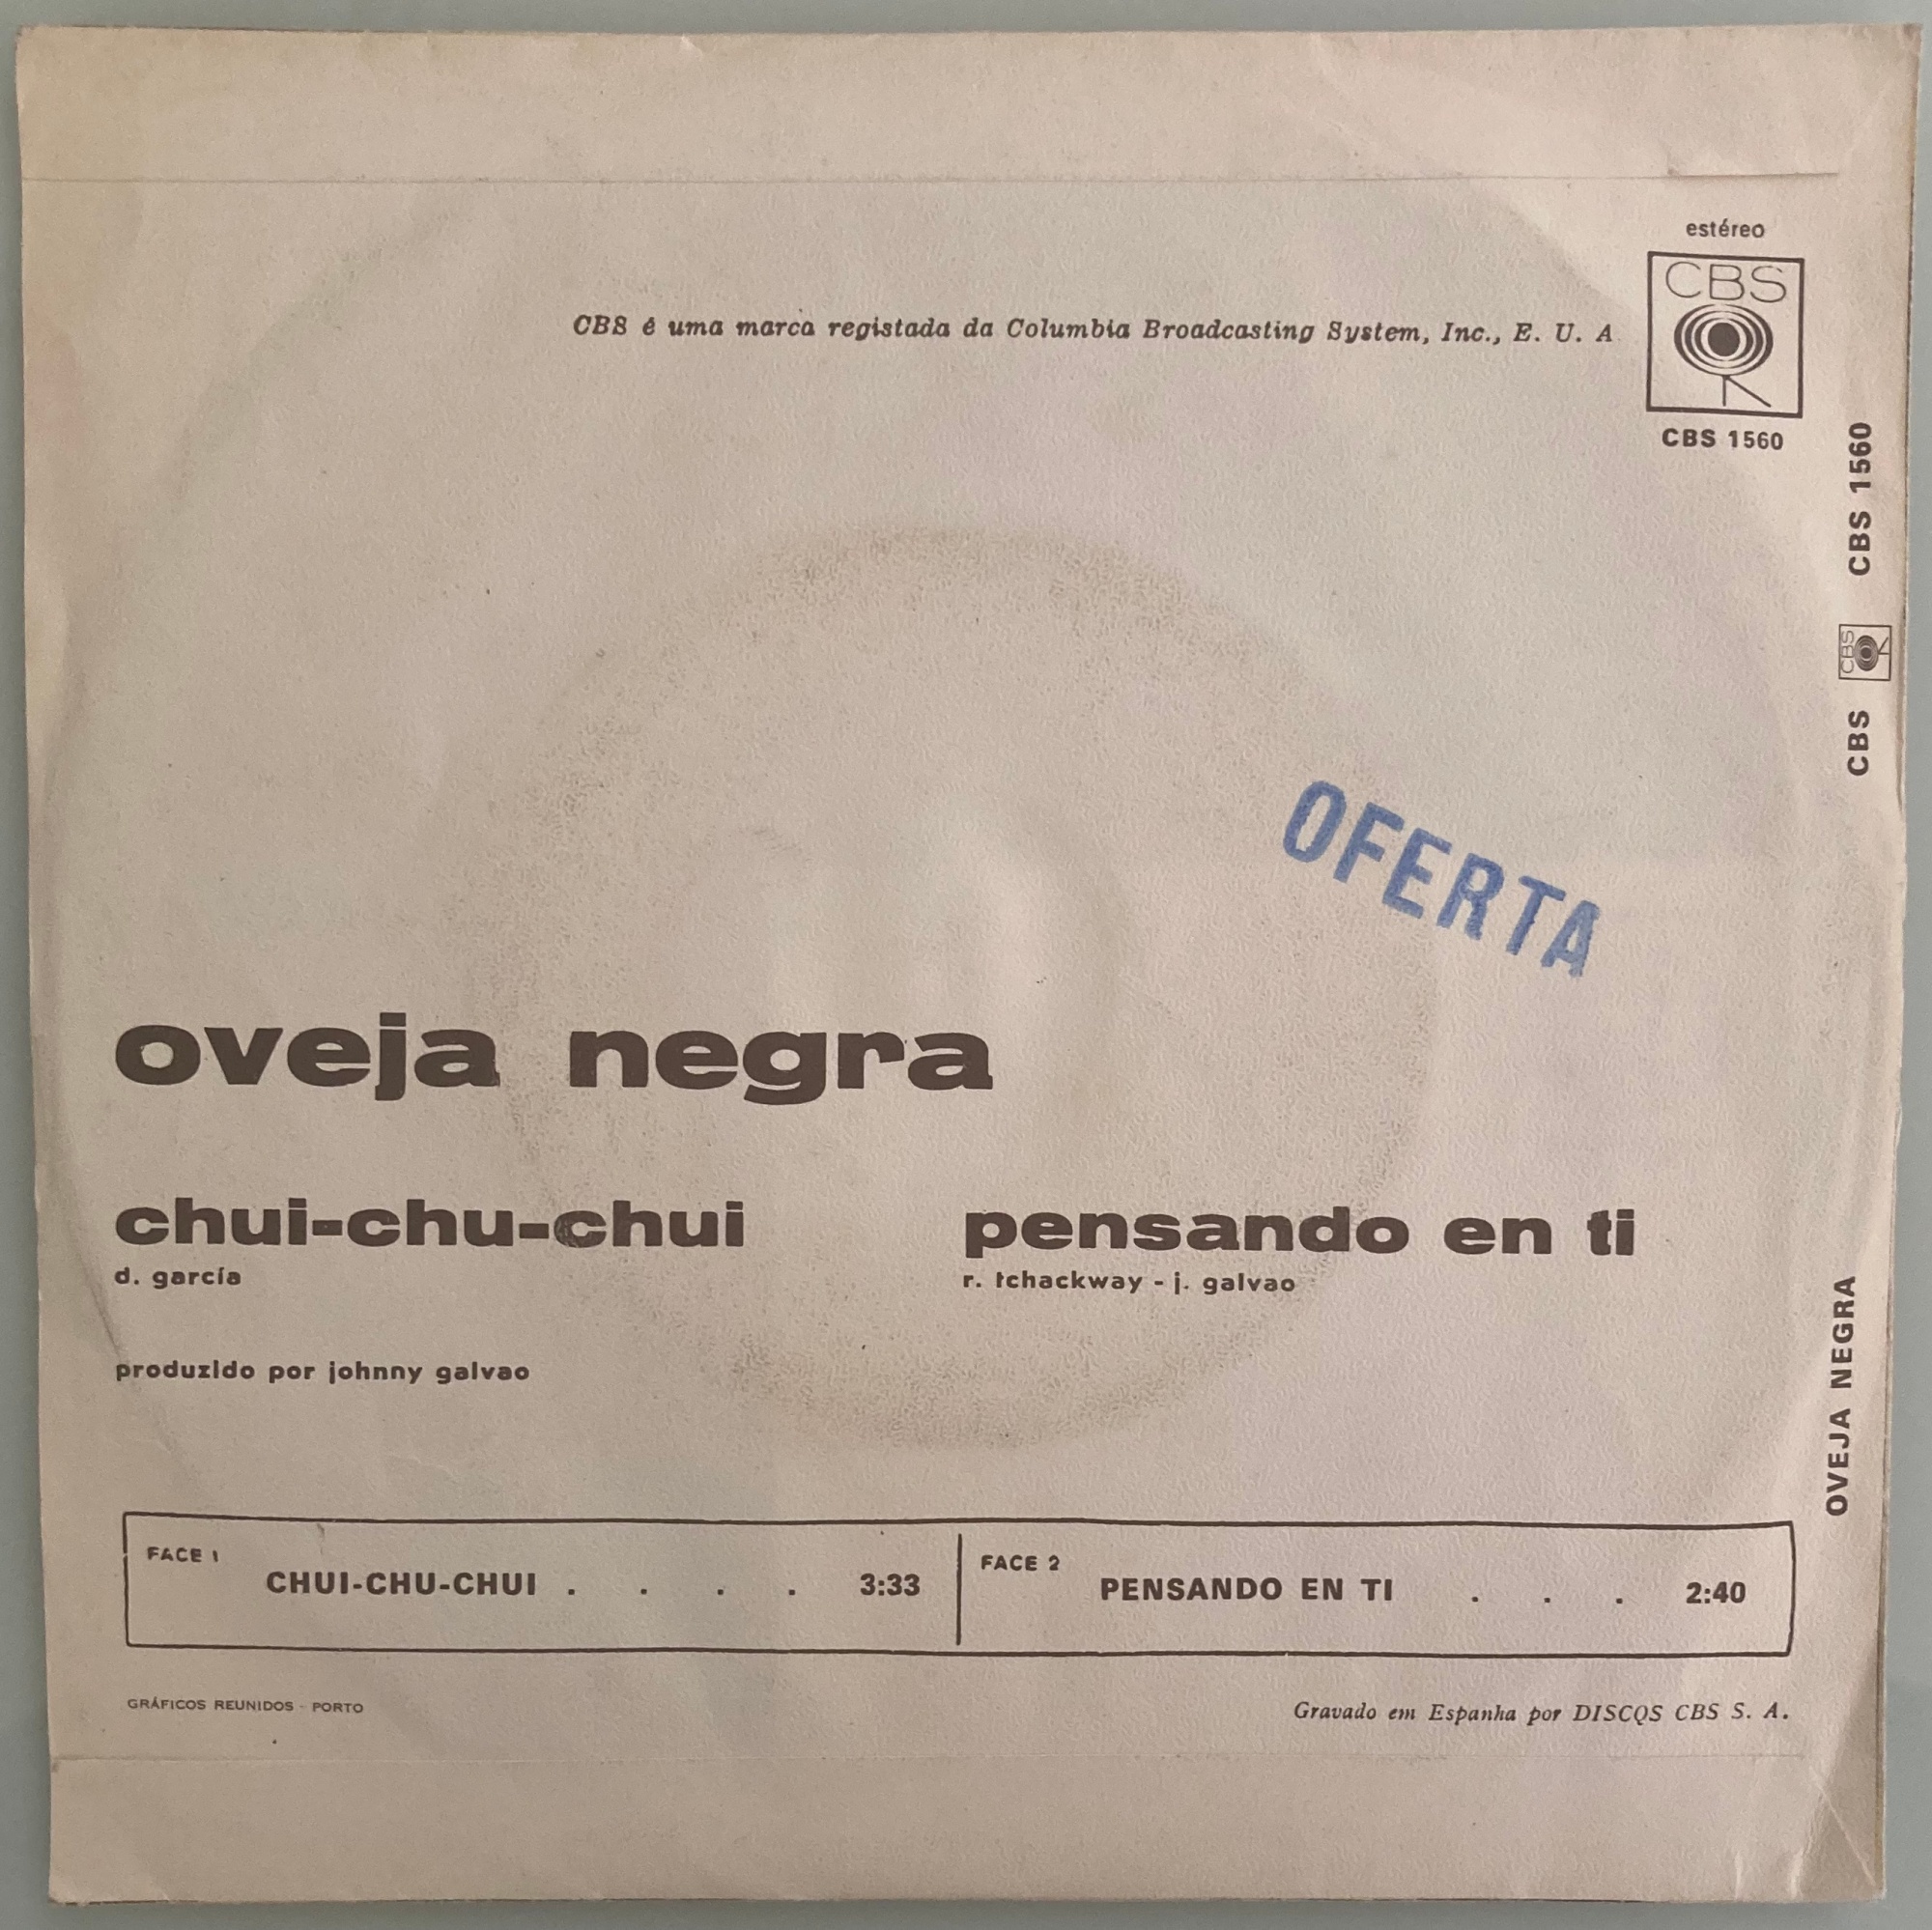 estéreo
CBS
CBS é uma marca registada da Columbia Broadcasting System, Inc., E. U. A
CBS 1560
CBS 1560
CBS
CBS
OFERTA
oveja negra
chui-chu-chui
d. garcía
pensando en ti
r. tchackway - j. galvao
produzido por johnny galvao
OVEJA NEGRA
FACE 1
CHUI-CHU-CHUI . . . . 3:33
FACE 2
PENSANDO EN TI . . . 2:40
GRÁFICOS REUNIDOS - PORTO
Gravado em Espanha por DISCOS CBS S. A.